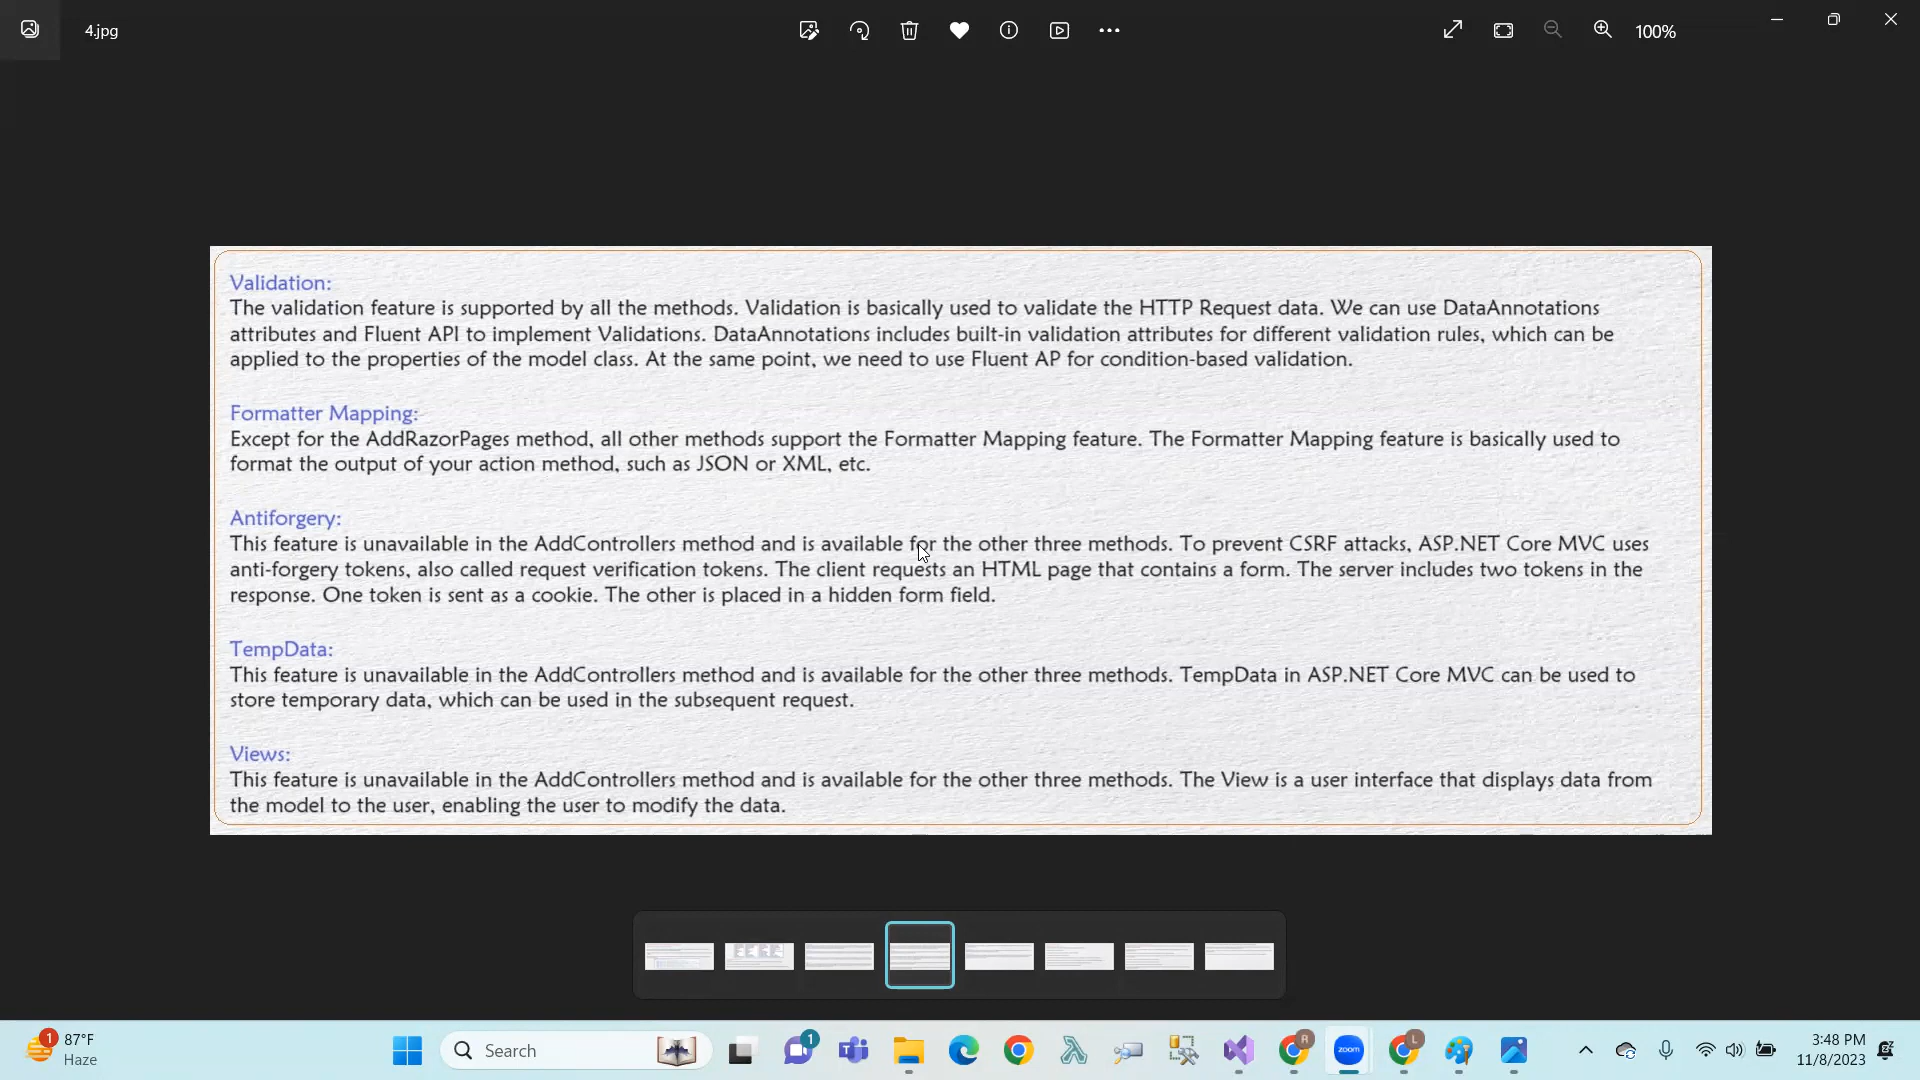 4.jpg
100%
Validation:
The validation feature is supported by all the methods. Validation is basically used to validate the HTTP Request data. We can use DataAnnotations
attributes and Fluent API to implement Validations. DataAnnotations includes built-in validation attributes for different validation rules, which can be
applied to the properties of the model class. At the same point, we need to use Fluent AP for condition-based validation.
Formatter Mapping:
Except for the AddRazorPages method, all other methods support the Formatter Mapping feature. The Formatter Mapping feature is basically used to
format the output of your action method, such as JSON or XML, etc.
Antiforgery:
This feature is unavailable in the AddControllers method and is available for the other three methods. To prevent CSRF attacks, ASP.NET Core MVC uses
anti-forgery tokens, also called request verification tokens. The client requests an HTML page that contains a form. The server includes two tokens in the
response. One token is sent as a cookie. The other is placed in a hidden form field.
TempData:
This feature is unavailable in the AddControllers method and is available for the other three methods. TempData in ASP.NET Core MVC can be used to
store temporary data, which can be used in the subsequent request.
Views:
This feature is unavailable in the AddControllers method and is available for the other three methods. The View is a user interface that displays data from
the model to the user, enabling the user to modify the data.
1
87°F
Haze
Search
1
R
zoom
L
3:48 PM
11/8/2023